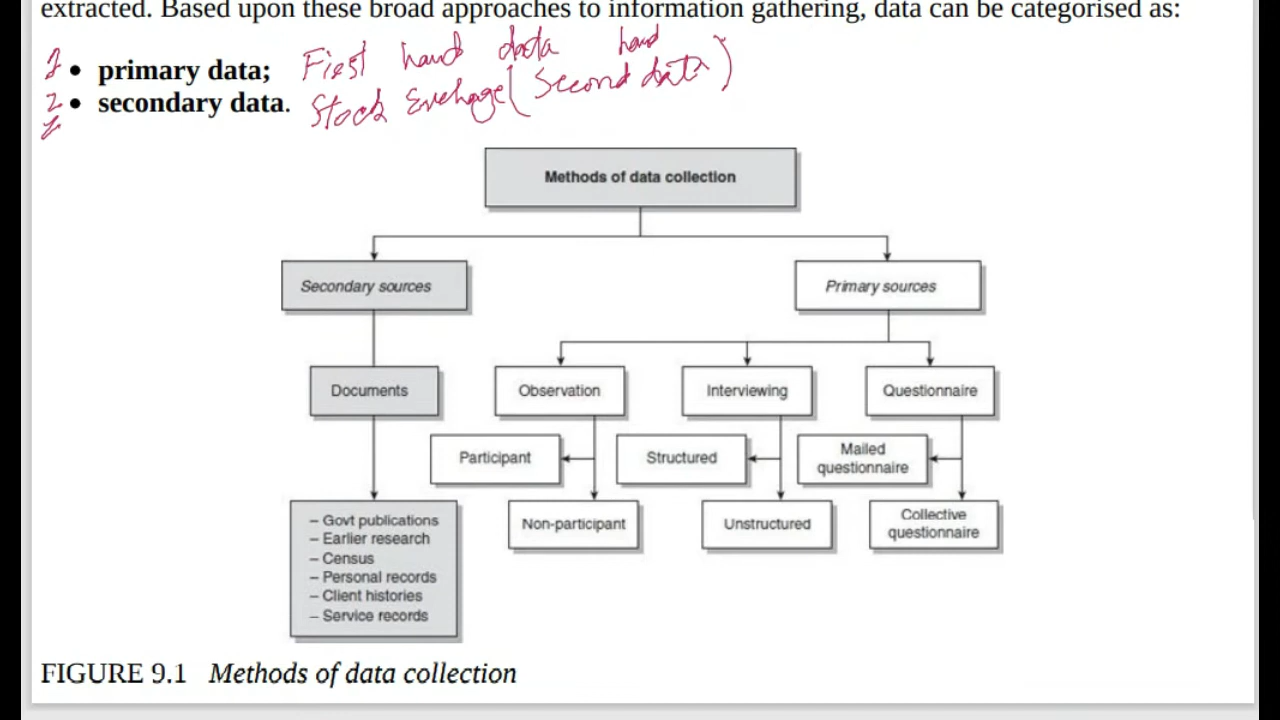 extracted. Based upon these broad approaches to information gathering, data can be categorised as:
1 • primary data; First hand data
2 • secondary data. Stock Exchage (Second hand data)
Methods of data collection
Secondary sources
Primary sources
Documents
Observation
Interviewing
Questionnaire
Participant
Structured
Mailed
questionnaire
Non-participant
Unstructured
Collective
questionnaire
– Govt publications
– Earlier research
– Census
– Personal records
– Client histories
– Service records
FIGURE 9.1 Methods of data collection